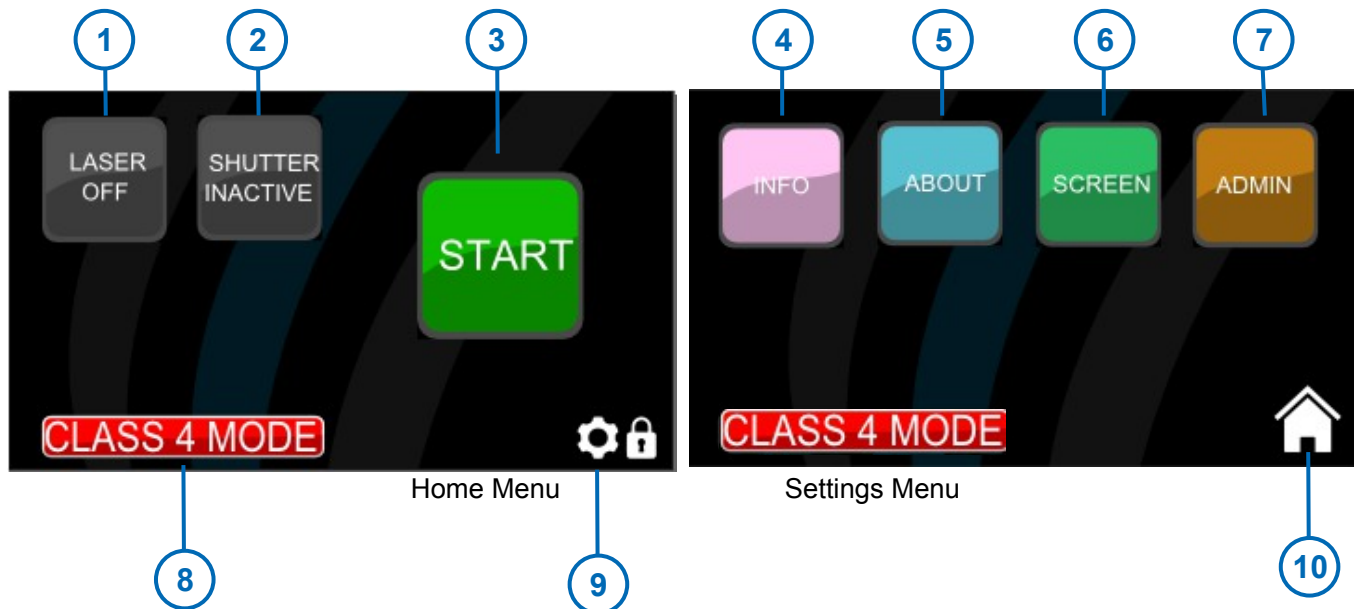 1
2
3
4
5
6
7
LASER
OFF
SHUTTER
INACTIVE
START
INFO
ABOUT
SCREEN
ADMIN
CLASS 4 MODE
CLASS 4 MODE
Home Menu
Settings Menu
8
9
10